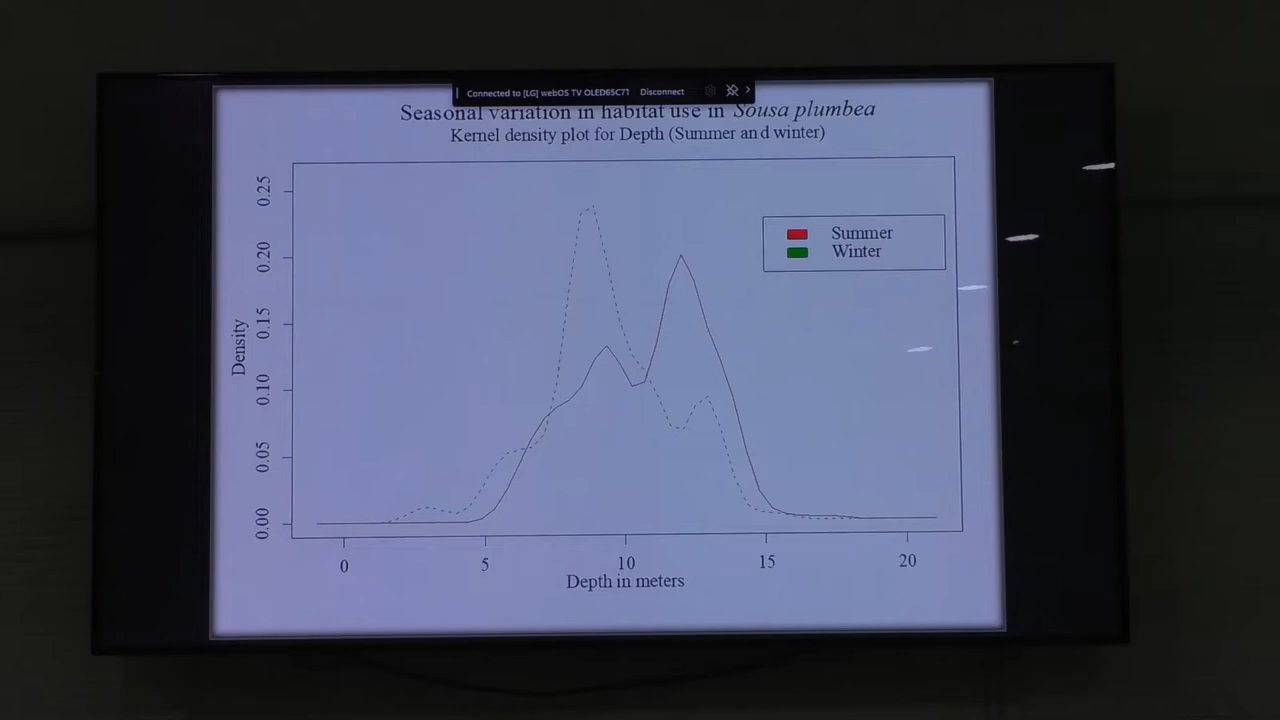 Connected to [LG] webOS TV OLED65C7T Disconnect
Seasonal variation in habitat use in Sousa plumbea
Kernel density plot for Depth (Summer and winter)
0.25
0.20
0.15
0.10
0.05
0.00
Density
Summer
Winter
0 5 10 15 20
Depth in meters